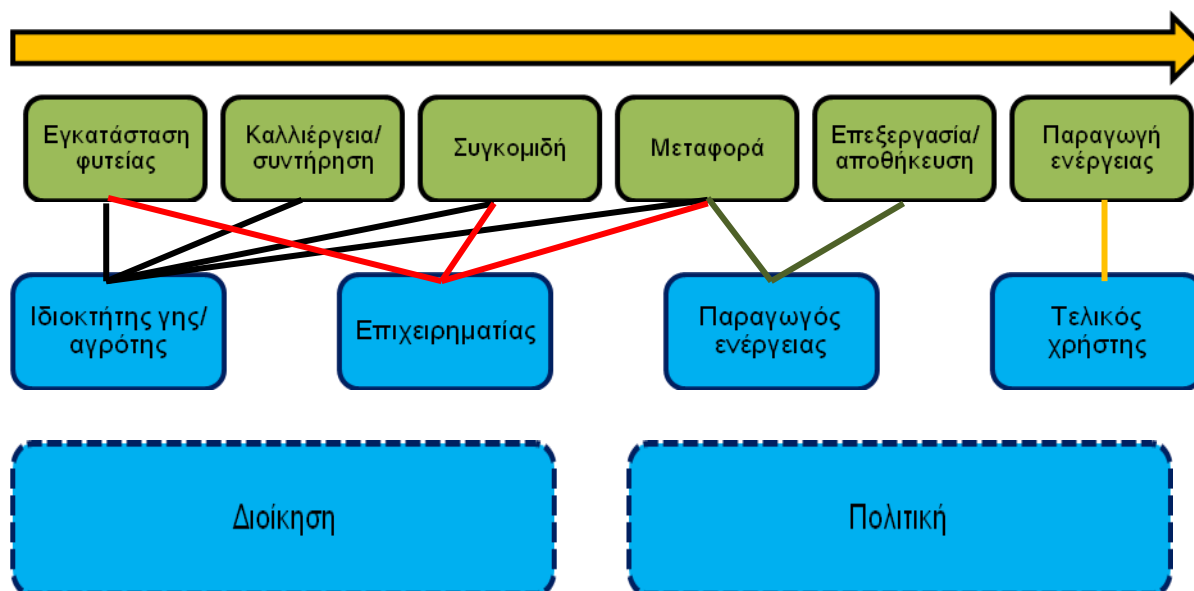 Εγκατάσταση
φυτείας
Καλλιέργεια/
συντήρηση
Συγκομιδή
Μεταφορά
Επεξεργασία/
αποθήκευση
Παραγωγή
ενέργειας
Ιδιοκτήτης γης/
αγρότης
Επιχειρηματίας
Παραγωγός
ενέργειας
Τελικός
χρήστης
Διοίκηση
Πολιτική